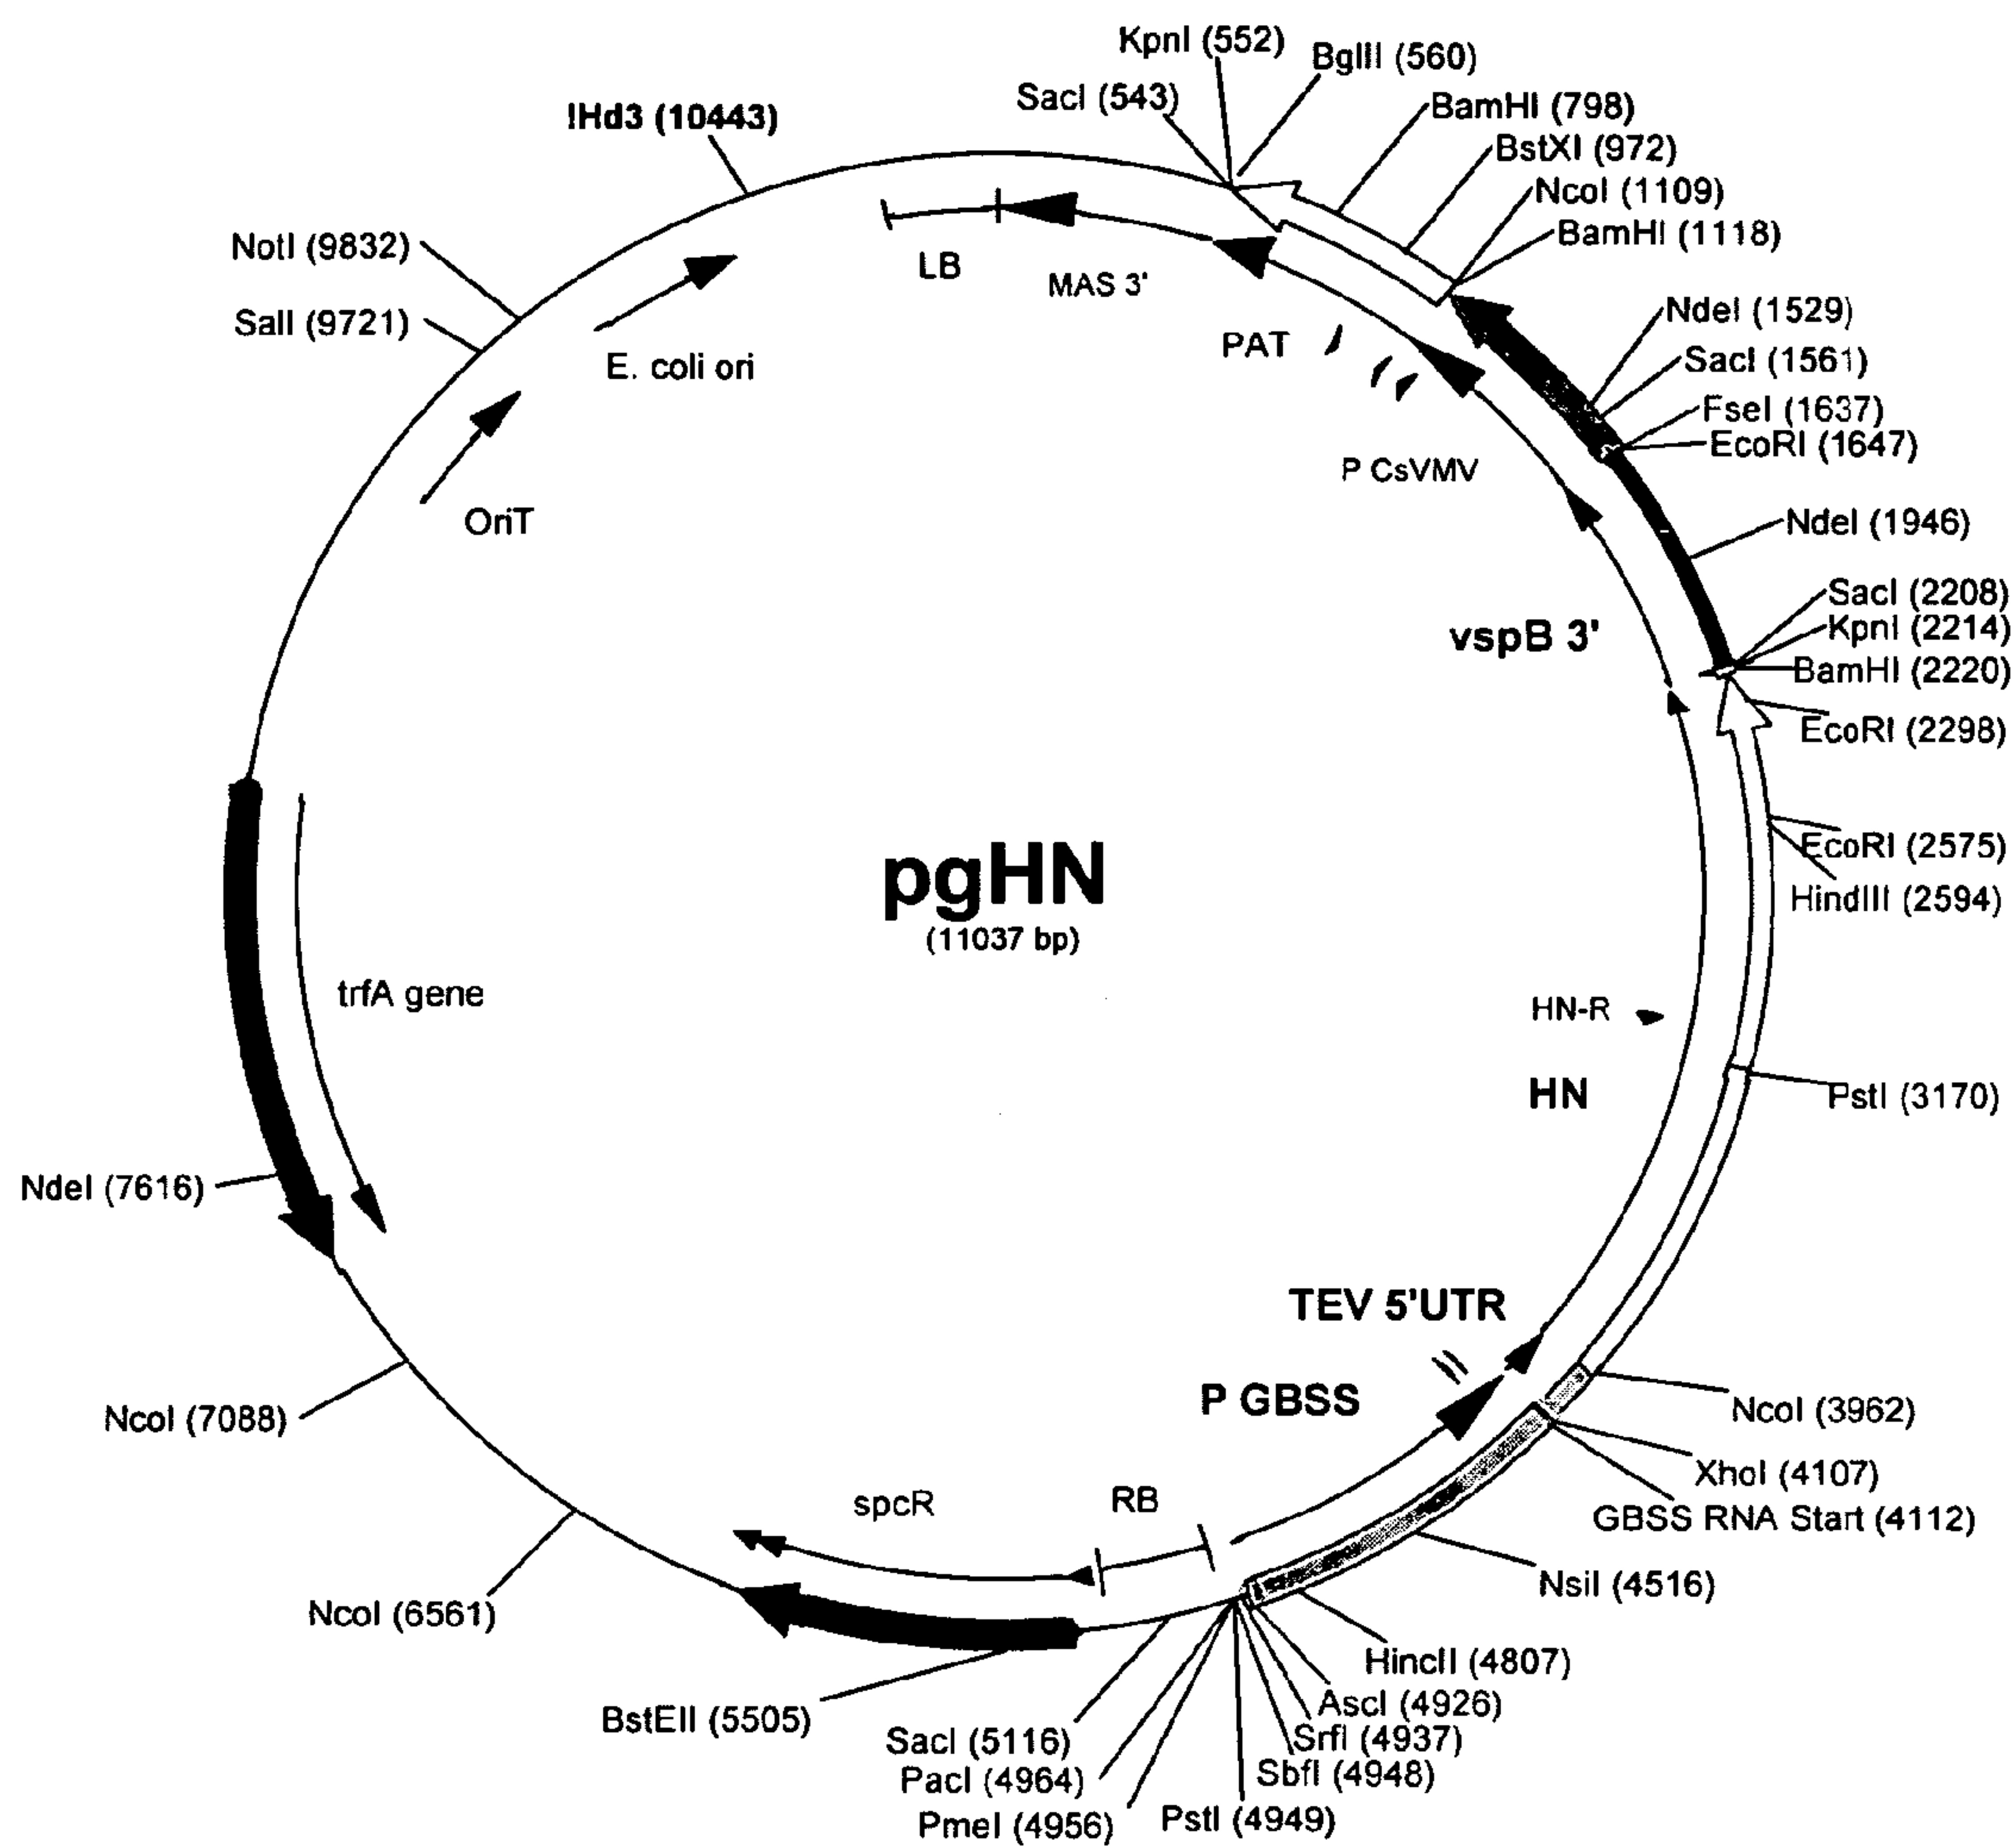 KpnI (552)
BglII (560)
SacI (543)
BamHI (798)
!Hd3 (10443)
BstXI (972)
NcoI (1109)
BamHI (1118)
NotI (9832)
LB
MAS 3'
NdeI (1529)
SalI (9721)
PAT
SacI (1561)
E. coli ori
FseI (1637)
EcoRI (1647)
P CsVMV
OriT
NdeI (1946)
SacI (2208)
vspB 3'
KpnI (2214)
BamHI (2220)
EcoRI (2298)
EcoRI (2575)
pgHN
HindIII (2594)
(11037 bp)
trfA gene
HN-R
HN
PstI (3170)
NdeI (7616)
TEV 5'UTR
P GBSS
NcoI (3962)
NcoI (7088)
XhoI (4107)
spcR
RB
GBSS RNA Start (4112)
NsiI (4516)
NcoI (6561)
HincII (4807)
AscI (4926)
BstEII (5505)
SacI (5116)
SrfI (4937)
PacI (4964)
SbfI (4948)
PmeI (4956)
PstI (4949)